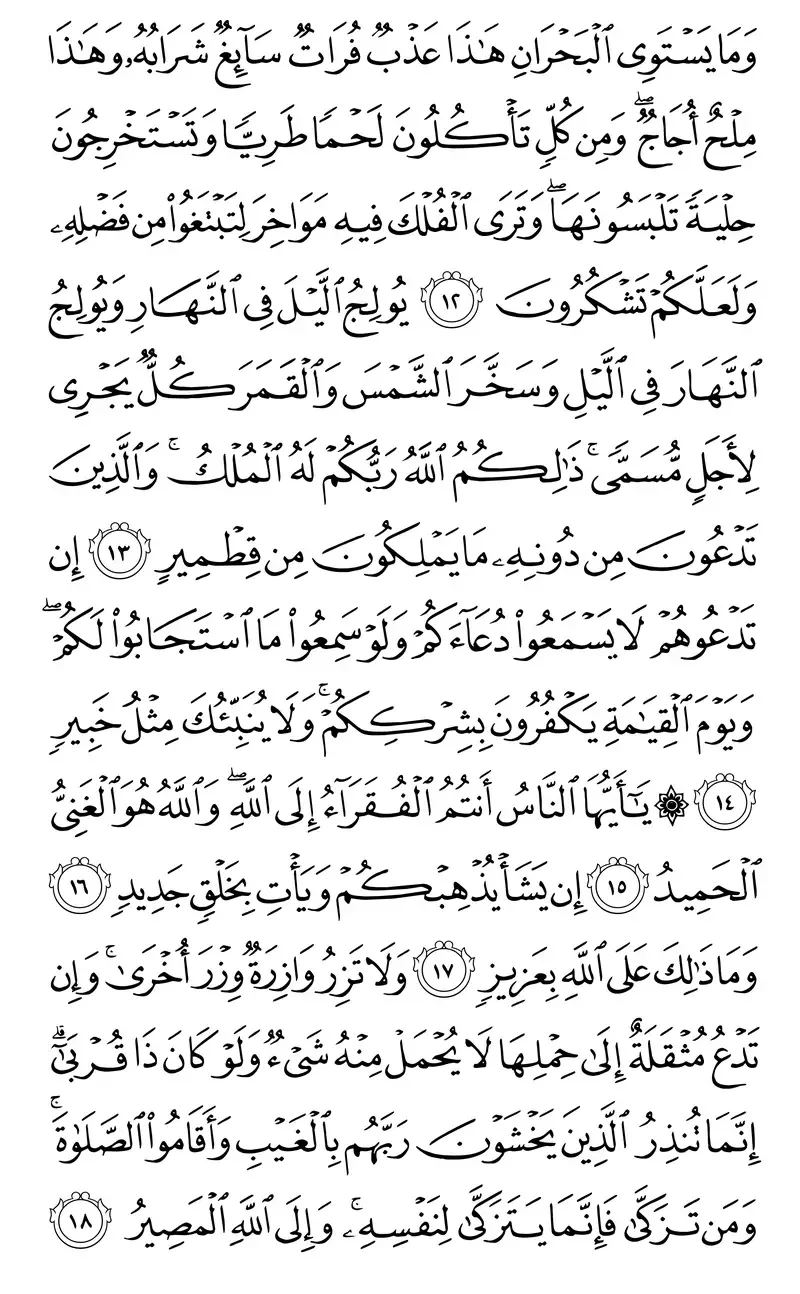 وَمَا يَسْتَوِى ٱلْبَحْرَانِ هَـٰذَا عَذْبٌ فُرَاتٌ سَآئِغٌ شَرَابُهُۥ وَهَـٰذَا
مِلْحٌ أُجَاجٌ ۖ وَمِن كُلٍّ تَأْكُلُونَ لَحْمًا طَرِيًّا وَتَسْتَخْرِجُونَ
حِلْيَةً تَلْبَسُونَهَا ۖ وَتَرَى ٱلْفُلْكَ فِيهِ مَوَاخِرَ لِتَبْتَغُوا۟ مِن فَضْلِهِۦ
وَلَعَلَّكُمْ تَشْكُرُونَ ١٢ يُولِجُ ٱلَّيْلَ فِى ٱلنَّهَارِ وَيُولِجُ
ٱلنَّهَارَ فِى ٱلَّيْلِ وَسَخَّرَ ٱلشَّمْسَ وَٱلْقَمَرَ كُلٌّ يَجْرِى
لِأَجَلٍ مُّسَمًّى ۚ ذَٰلِكُمُ ٱللَّهُ رَبُّكُمْ لَهُ ٱلْمُلْكُ ۚ وَٱلَّذِينَ
تَدْعُونَ مِن دُونِهِۦ مَا يَمْلِكُونَ مِن قِطْمِيرٍ ١٣ إِن
تَدْعُوهُمْ لَا يَسْمَعُوا۟ دُعَآءَكُمْ وَلَوْ سَمِعُوا۟ مَا ٱسْتَجَابُوا۟ لَكُمْ ۖ
وَيَوْمَ ٱلْقِيَـٰمَةِ يَكْفُرُونَ بِشِرْكِكُمْ ۚ وَلَا يُنَبِّئُكَ مِثْلُ خَبِيرٍ
١٤ ۞ يَـٰٓأَيُّهَا ٱلنَّاسُ أَنتُمُ ٱلْفُقَرَآءُ إِلَى ٱللَّهِ ۖ وَٱللَّهُ هُوَ ٱلْغَنِىُّ
ٱلْحَمِيدُ ١٥ إِن يَشَأْ يُذْهِبْكُمْ وَيَأْتِ بِخَلْقٍ جَدِيدٍ ١٦
وَمَا ذَٰلِكَ عَلَى ٱللَّهِ بِعَزِيزٍ ١٧ وَلَا تَزِرُ وَازِرَةٌ وِزْرَ أُخْرَىٰ ۚ وَإِن
تَدْعُ مُثْقَلَةٌ إِلَىٰ حِمْلِهَا لَا يُحْمَلْ مِنْهُ شَىْءٌ وَلَوْ كَانَ ذَا قُرْبَىٰٓ ۗ
إِنَّمَا تُنذِرُ ٱلَّذِينَ يَخْشَوْنَ رَبَّهُم بِٱلْغَيْبِ وَأَقَامُوا۟ ٱلصَّلَوٰةَ ۚ
وَمَن تَزَكَّىٰ فَإِنَّمَا يَتَزَكَّىٰ لِنَفْسِهِۦ ۚ وَإِلَى ٱللَّهِ ٱلْمَصِيرُ ١٨